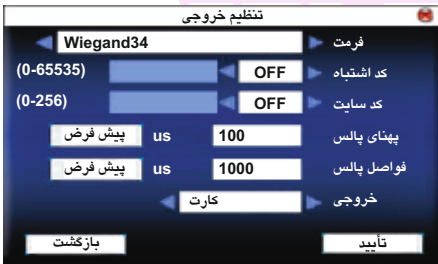 تنظیم خروجی
فرمت Wiegand34
کد اشتباه OFF (0-65535)
کد سایت OFF (0-256)
پهنای پالس 100 us پیش فرض
فواصل پالس 1000 us پیش فرض
خروجی کارت
تأیید بازگشت